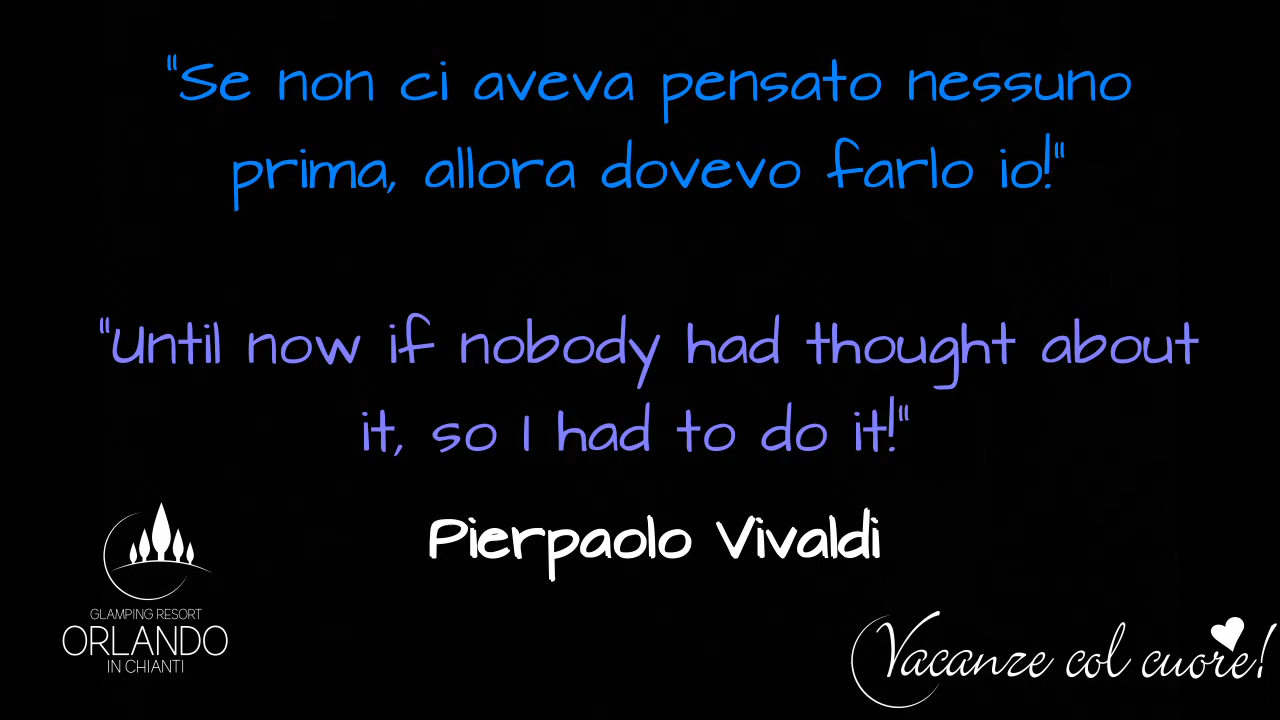 "Se non ci aveva pensato nessuno
prima, allora dovevo farlo io!"
"Until now if nobody had thought about
it, so I had to do it!"
Pierpaolo Vivaldi
GLAMPING RESORT
ORLANDO
IN CHIANTI
Vacanze col cuore!